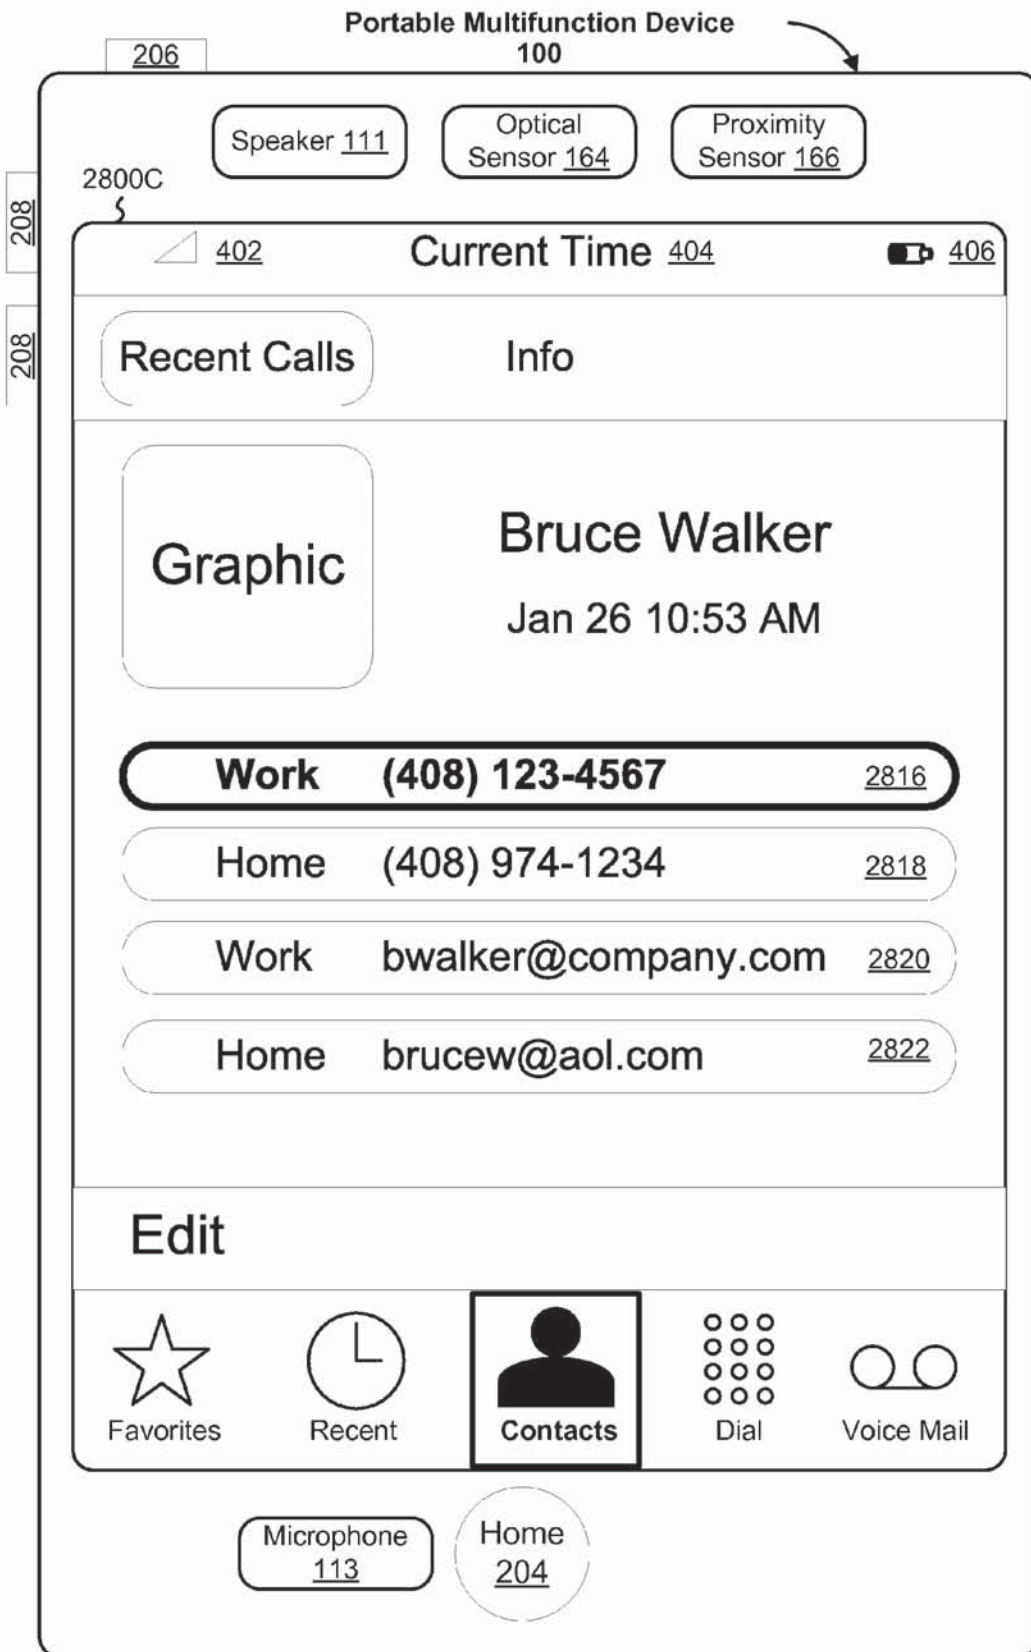 Portable Multifunction Device
100
206
Speaker 111
Optical
Sensor 164
Proximity
Sensor 166
2800C
208
208
402
Current Time 404
406
Recent Calls
Info
Graphic
Bruce Walker
Jan 26 10:53 AM
Work (408) 123-4567 2816
Home (408) 974-1234 2818
Work bwalker@company.com 2820
Home brucew@aol.com 2822
Edit
Favorites
Recent
Contacts
Dial
Voice Mail
Microphone
113
Home
204